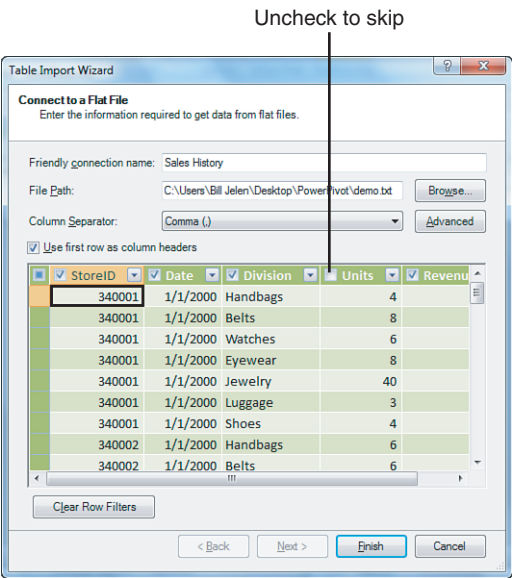 Uncheck to skip
Table Import Wizard
Connect to a Flat File
Enter the information required to get data from flat files.
Friendly connection name: Sales History
File Path: C:\Users\Bill Jelen\Desktop\PowerPivot\demo.txt Browse...
Column Separator: Comma (,) Advanced
Use first row as column headers
StoreID Date Division Units Revenu
340001 1/1/2000 Handbags 4
340001 1/1/2000 Belts 8
340001 1/1/2000 Watches 6
340001 1/1/2000 Eyewear 8
340001 1/1/2000 Jewelry 40
340001 1/1/2000 Luggage 3
340001 1/1/2000 Shoes 4
340002 1/1/2000 Handbags 6
340002 1/1/2000 Belts 6
Clear Row Filters
< Back Next > Finish Cancel